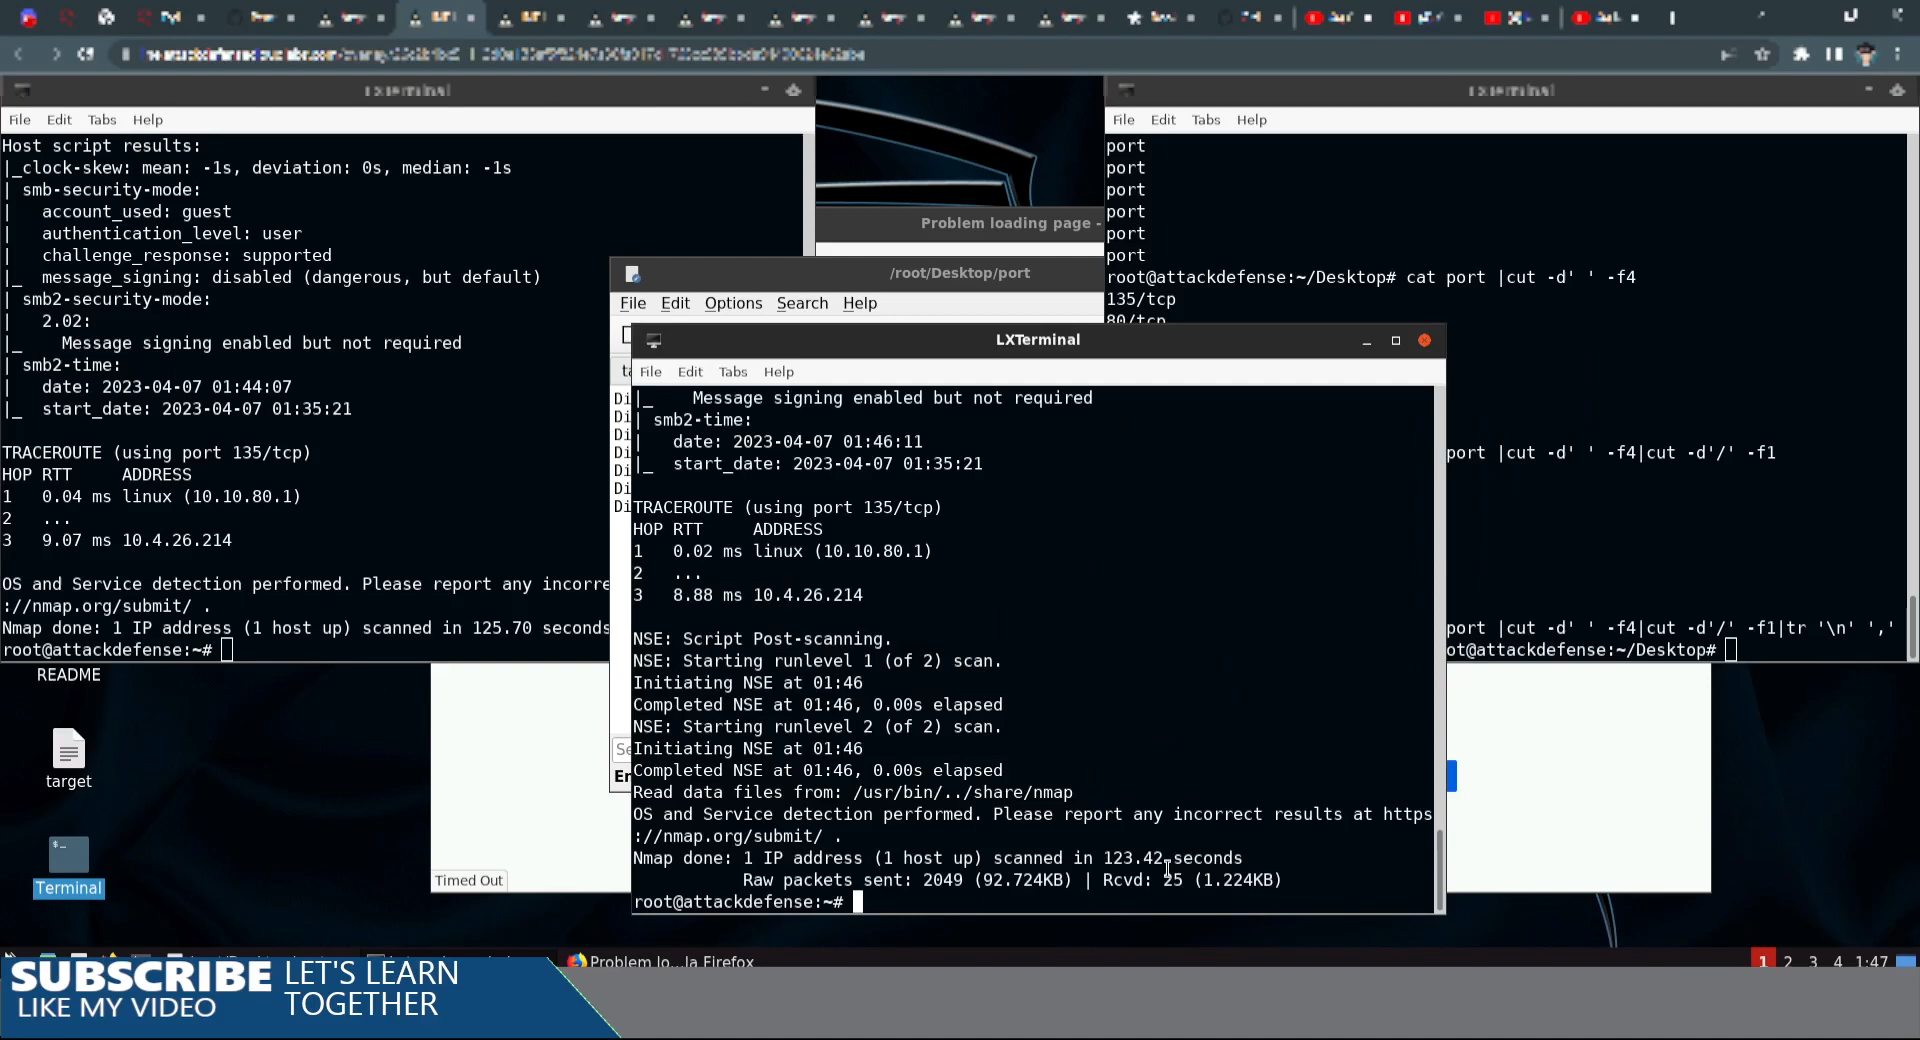 File Edit Tabs Help
Host script results:
|_clock-skew: mean: -1s, deviation: 0s, median: -1s
| smb-security-mode:
|   account_used: guest
|   authentication_level: user
|   challenge_response: supported
|_  message_signing: disabled (dangerous, but default)
| smb2-security-mode:
|   2.02:
|_    Message signing enabled but not required
| smb2-time:
|   date: 2023-04-07 01:44:07
|_  start_date: 2023-04-07 01:35:21
TRACEROUTE (using port 135/tcp)
HOP RTT     ADDRESS
1   0.04 ms linux (10.10.80.1)
2   ...
3   9.07 ms 10.4.26.214
OS and Service detection performed. Please report any incorre
://nmap.org/submit/ .
Nmap done: 1 IP address (1 host up) scanned in 125.70 seconds
root@attackdefense:~#
Problem loading page -
/root/Desktop/port
File Edit Options Search Help
Di
Di
Di
Di
Di
Di
Di
File Edit Tabs Help
port
port
port
port
port
port
root@attackdefense:~/Desktop# cat port |cut -d' ' -f4
135/tcp
80/tcp
port |cut -d' ' -f4|cut -d'/' -f1
port |cut -d' ' -f4|cut -d'/' -f1|tr '\n' ','
ot@attackdefense:~/Desktop#
LXTerminal
File Edit Tabs Help
|_    Message signing enabled but not required
| smb2-time:
|   date: 2023-04-07 01:46:11
|_  start_date: 2023-04-07 01:35:21
TRACEROUTE (using port 135/tcp)
HOP RTT     ADDRESS
1   0.02 ms linux (10.10.80.1)
2   ...
3   8.88 ms 10.4.26.214
NSE: Script Post-scanning.
NSE: Starting runlevel 1 (of 2) scan.
Initiating NSE at 01:46
Completed NSE at 01:46, 0.00s elapsed
NSE: Starting runlevel 2 (of 2) scan.
Initiating NSE at 01:46
Completed NSE at 01:46, 0.00s elapsed
Read data files from: /usr/bin/../share/nmap
OS and Service detection performed. Please report any incorrect results at https
://nmap.org/submit/ .
Nmap done: 1 IP address (1 host up) scanned in 123.42 seconds
Raw packets sent: 2049 (92.724KB) | Rcvd: 25 (1.224KB)
root@attackdefense:~#
README
target
Terminal
Timed Out
Problem lo...la Firefox
1 2 3 4 1:47
SUBSCRIBE
LIKE MY VIDEO
LET'S LEARN
TOGETHER